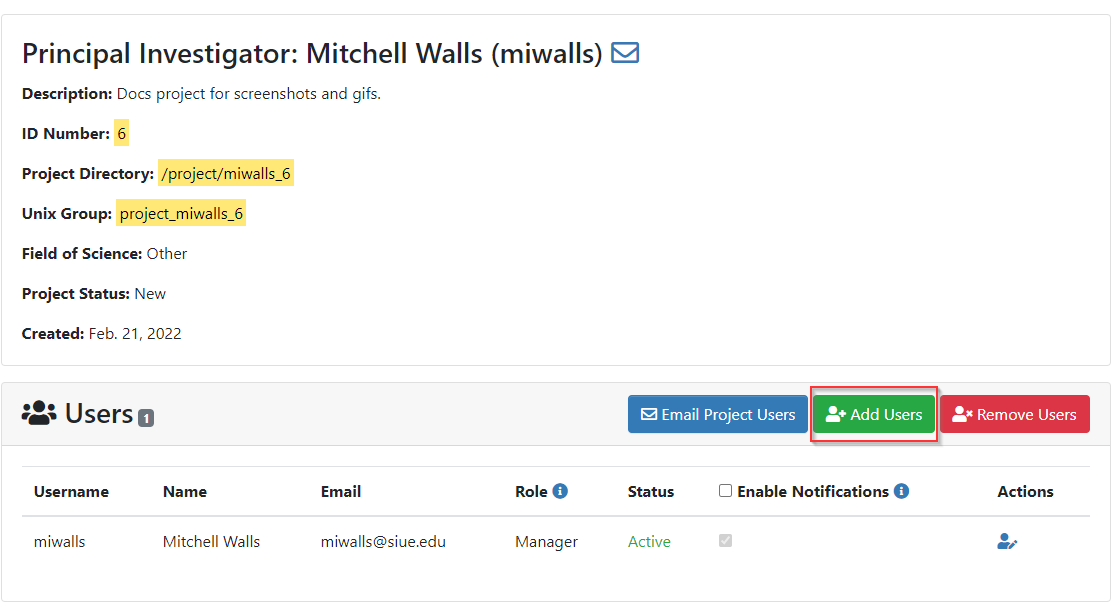 Principal Investigator: Mitchell Walls (miwalls)
Description: Docs project for screenshots and gifs.
ID Number: 6
Project Directory: /project/miwalls_6
Unix Group: project_miwalls_6
Field of Science: Other
Project Status: New
Created: Feb. 21, 2022
Users 1 Email Project Users Add Users Remove Users
Username Name Email Role Status Enable Notifications Actions
miwalls Mitchell Walls miwalls@siue.edu Manager Active